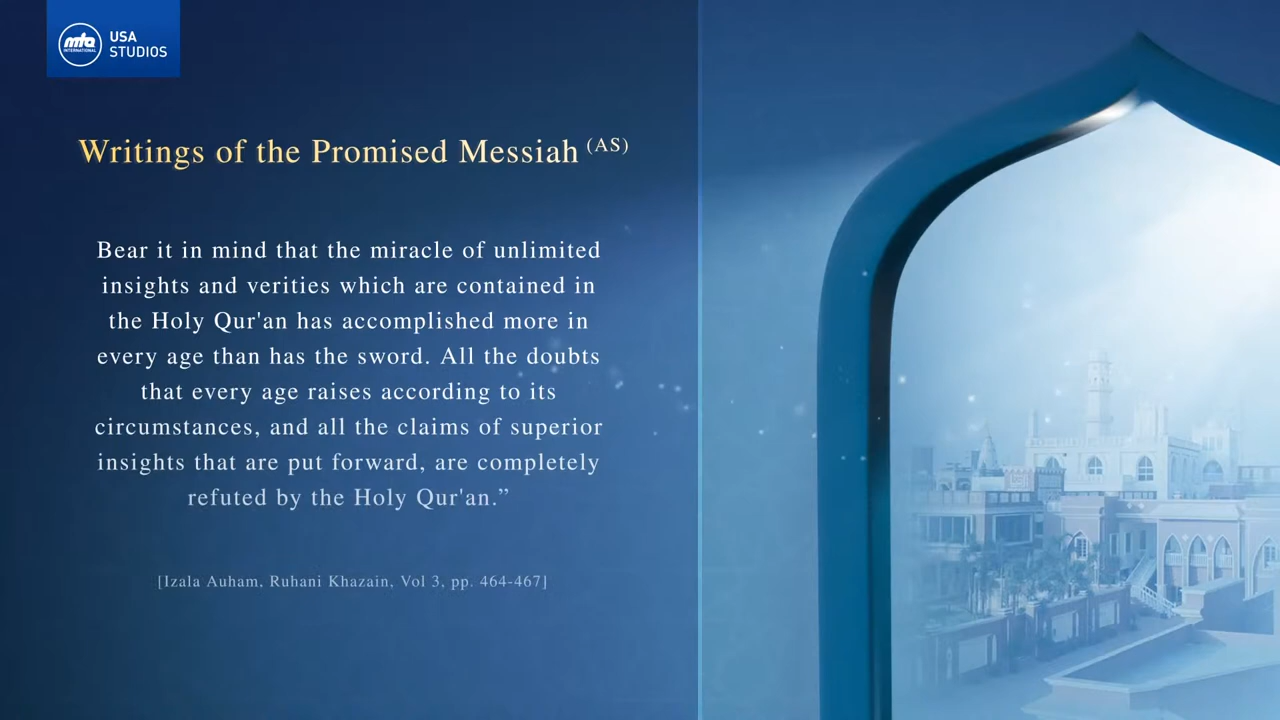 mta
INTERNATIONAL
USA
STUDIOS
Writings of the Promised Messiah (AS)
Bear it in mind that the miracle of unlimited
insights and verities which are contained in
the Holy Qur'an has accomplished more in
every age than has the sword. All the doubts
that every age raises according to its
circumstances, and all the claims of superior
insights that are put forward, are completely
refuted by the Holy Qur'an.”
[Izala Auham, Ruhani Khazain, Vol 3, pp. 464-467]